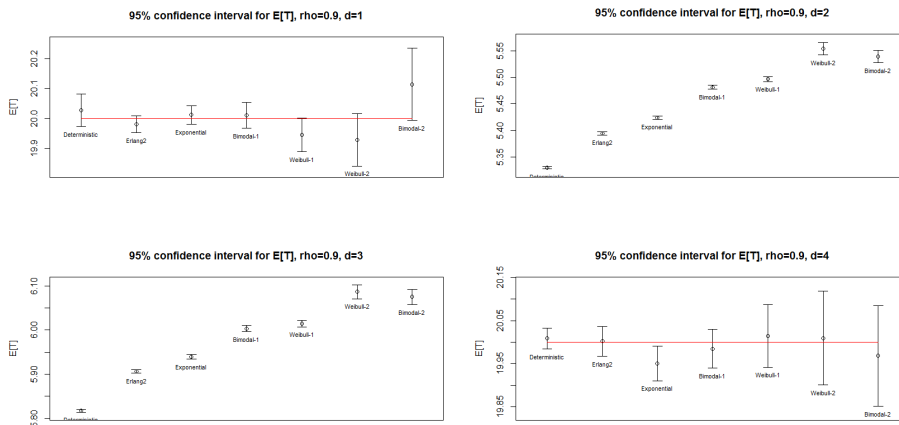 95% confidence interval for E[T], rho=0.9, d=1
E[T]
20.2
20.1
20.0
19.9
Deterministic
Erlang2
Exponential
Bimodal-1
Weibull-1
Weibull-2
Bimodal-2
95% confidence interval for E[T], rho=0.9, d=2
E[T]
5.55
5.50
5.45
5.40
5.35
Deterministic
Erlang2
Exponential
Bimodal-1
Weibull-1
Weibull-2
Bimodal-2
95% confidence interval for E[T], rho=0.9, d=3
E[T]
6.10
6.00
5.90
5.80
Deterministic
Erlang2
Exponential
Bimodal-1
Weibull-1
Weibull-2
Bimodal-2
95% confidence interval for E[T], rho=0.9, d=4
E[T]
20.15
20.05
19.95
19.85
Deterministic
Erlang2
Exponential
Bimodal-1
Weibull-1
Weibull-2
Bimodal-2